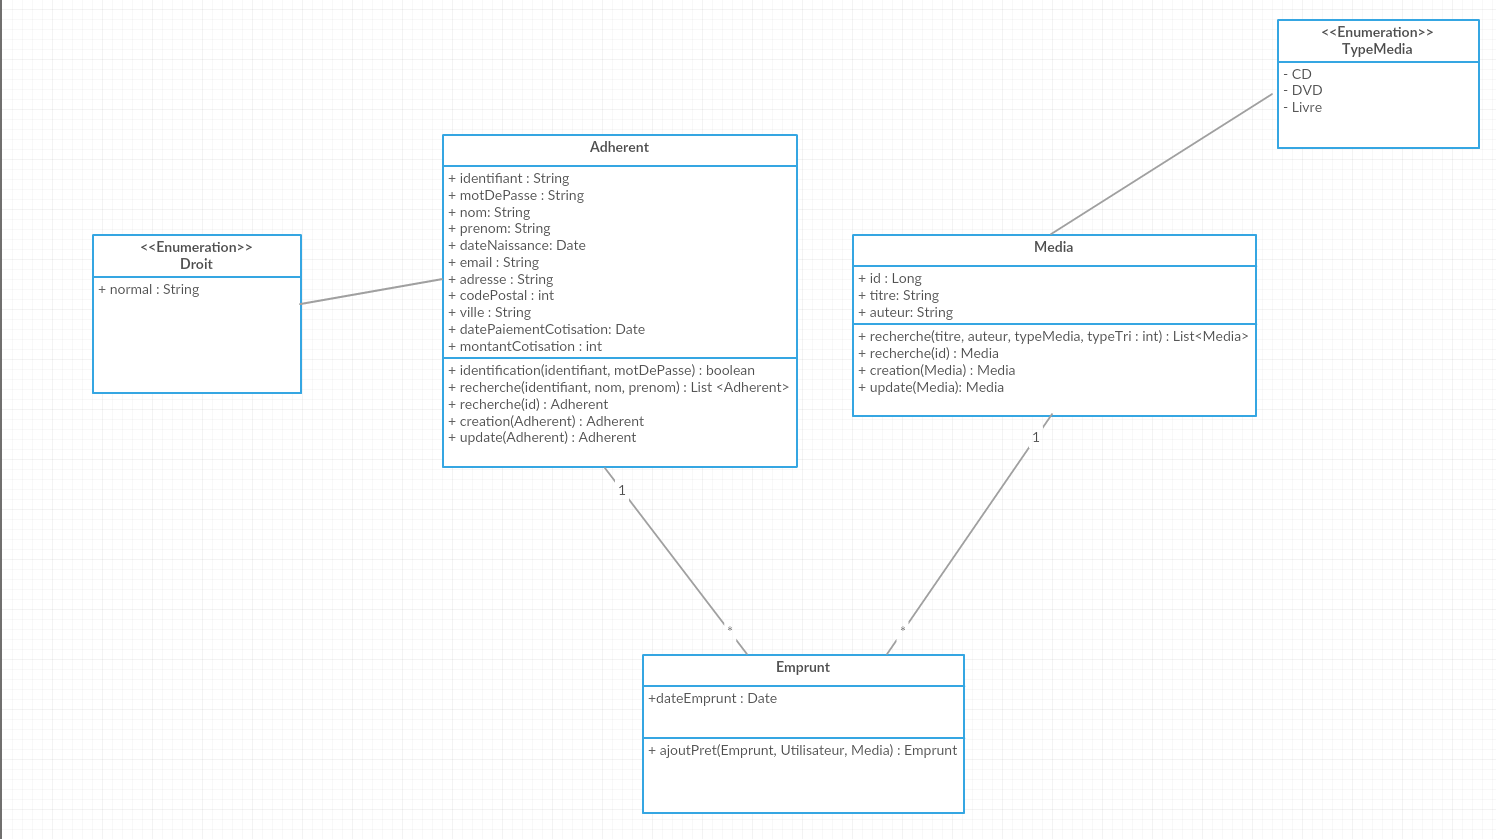 <<Enumeration>>
TypeMedia
- CD
- DVD
- Livre
Adherent
+ identifiant : String
+ motDePasse : String
+ nom: String
+ prenom: String
+ dateNaissance: Date
+ email : String
+ adresse : String
+ codePostal : int
+ ville : String
+ datePaiementCotisation: Date
+ montantCotisation : int
+ identification(identifiant, motDePasse) : boolean
+ recherche(identifiant, nom, prenom) : List <Adherent>
+ recherche(id) : Adherent
+ creation(Adherent) : Adherent
+ update(Adherent) : Adherent
<<Enumeration>>
Droit
+ normal : String
Media
+ id : Long
+ titre: String
+ auteur: String
+ recherche(titre, auteur, typeMedia, typeTri : int) : List<Media>
+ recherche(id) : Media
+ creation(Media) : Media
+ update(Media): Media
1
1
*
*
Emprunt
+dateEmprunt : Date
+ ajoutPret(Emprunt, Utilisateur, Media) : Emprunt